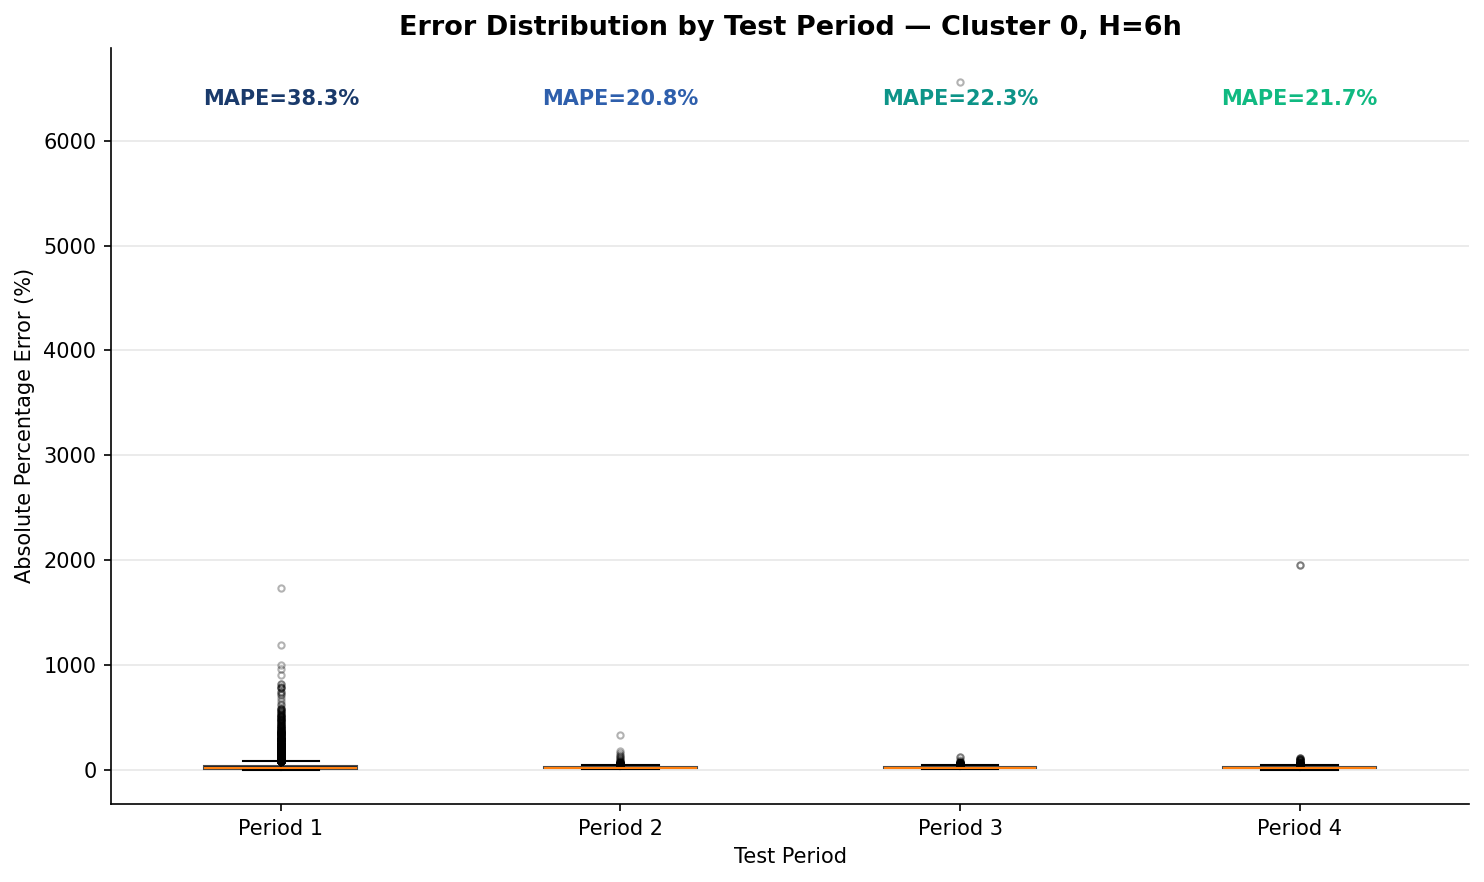 Error Distribution by Test Period — Cluster 0, H=6h
MAPE=38.3%
MAPE=20.8%
MAPE=22.3%
MAPE=21.7%
6000
5000
4000
3000
2000
1000
0
Absolute Percentage Error (%)
Period 1
Period 2
Period 3
Period 4
Test Period